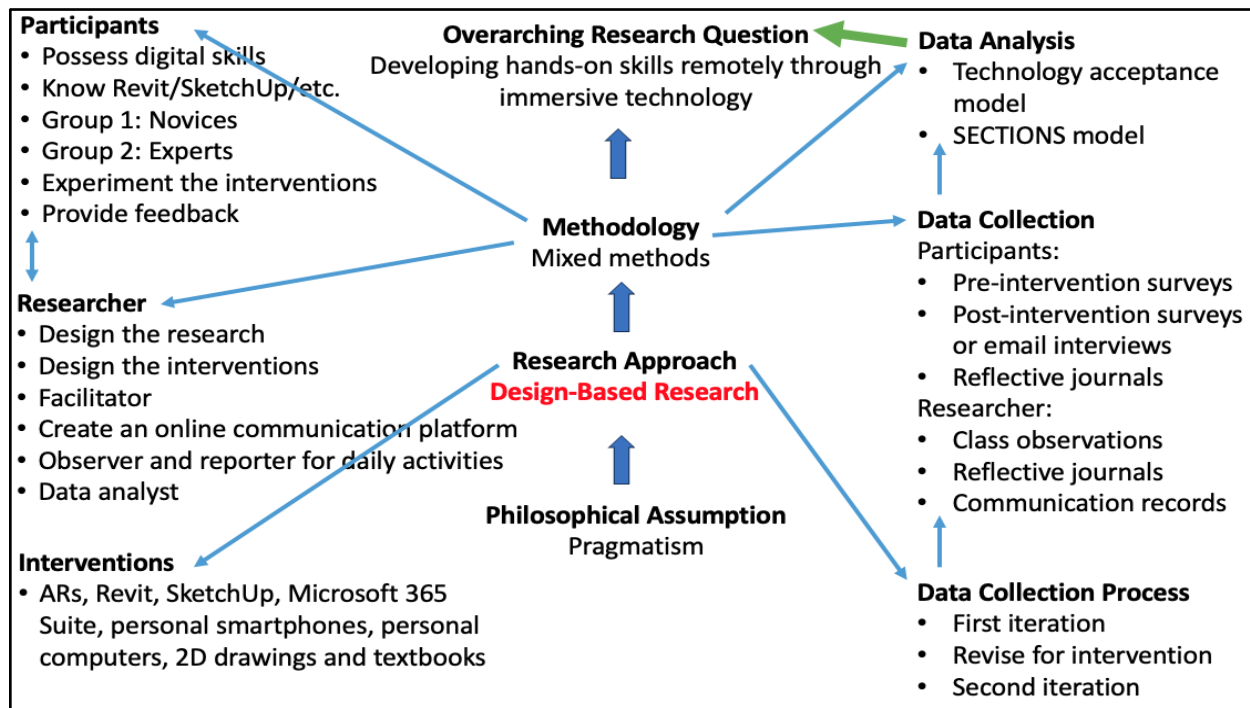 Participants
• Possess digital skills
• Know Revit/SketchUp/etc.
• Group 1: Novices
• Group 2: Experts
• Experiment the interventions
• Provide feedback
Researcher
• Design the research
• Design the interventions
• Facilitator
• Create an online communication platform
• Observer and reporter for daily activities
• Data analyst
Interventions
• ARs, Revit, SketchUp, Microsoft 365
Suite, personal smartphones, personal
computers, 2D drawings and textbooks
Overarching Research Question
Developing hands-on skills remotely through
immersive technology
Methodology
Mixed methods
Research Approach
Design-Based Research
Philosophical Assumption
Pragmatism
Data Analysis
• Technology acceptance
model
• SECTIONS model
Data Collection
Participants:
• Pre-intervention surveys
• Post-intervention surveys
or email interviews
• Reflective journals
Researcher:
• Class observations
• Reflective journals
• Communication records
Data Collection Process
• First iteration
• Revise for intervention
• Second iteration